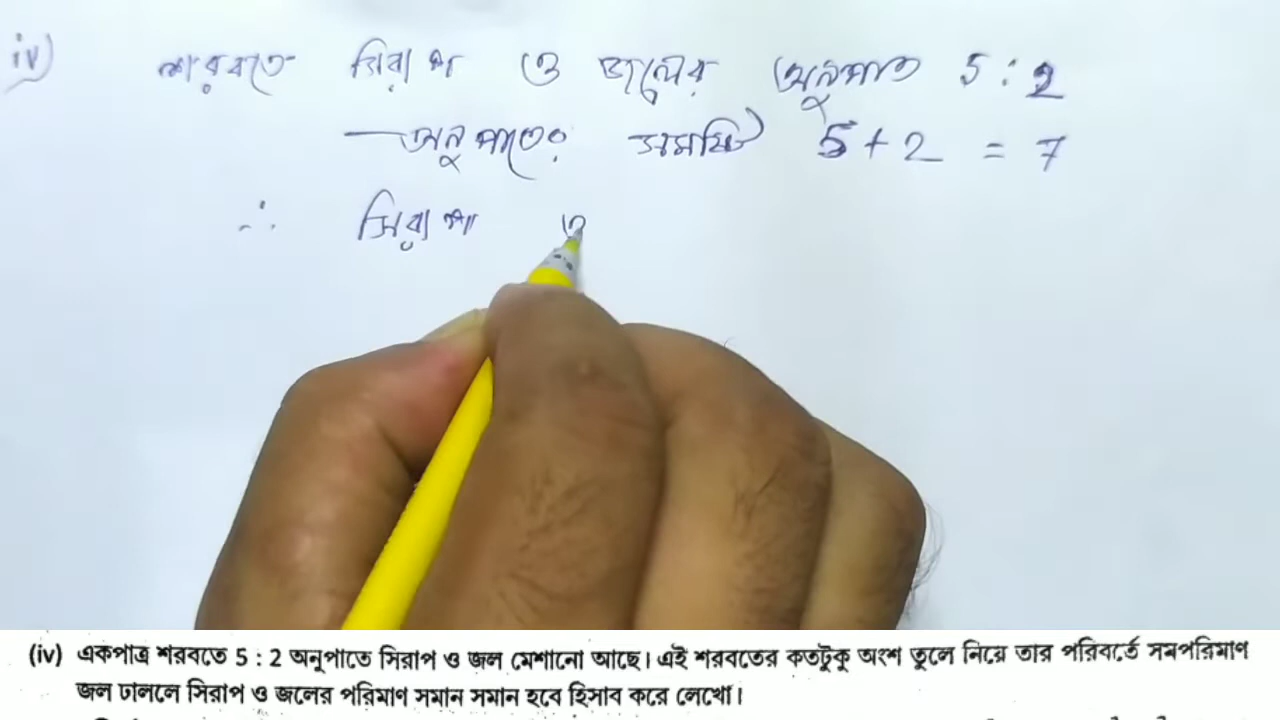 iv) শরবতে সিরাপ ও জলের অনুপাত 5 : 2
অনুপাতের সমষ্টি 5 + 2 = 7
∴ সিরাপ
(iv) একপাত্র শরবতে 5 : 2 অনুপাতে সিরাপ ও জল মেশানো আছে। এই শরবতের কতটুকু অংশ তুলে নিয়ে তার পরিবর্তে সমপরিমাণ
জল ঢাললে সিরাপ ও জলের পরিমাণ সমান সমান হবে হিসাব করে লেখো।